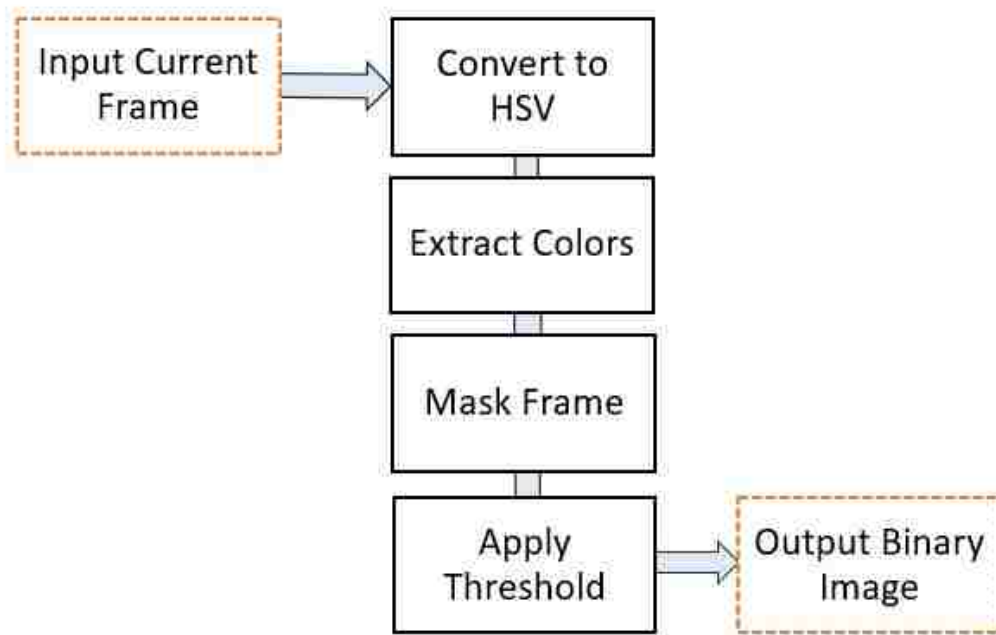 Input Current
Frame
Convert to
HSV
Extract Colors
Mask Frame
Apply
Threshold
Output Binary
Image